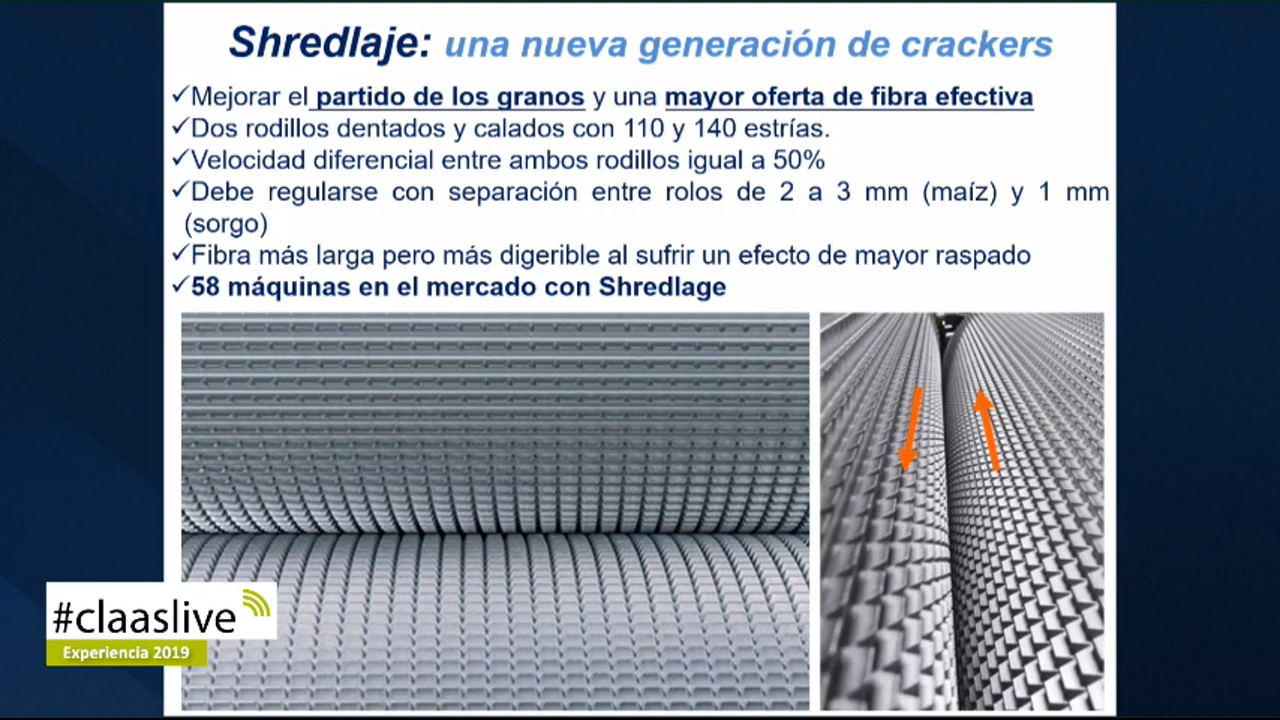 Shredlaje: una nueva generación de crackers
✓Mejorar el partido de los granos y una mayor oferta de fibra efectiva
✓Dos rodillos dentados y calados con 110 y 140 estrías.
✓Velocidad diferencial entre ambos rodillos igual a 50%
✓Debe regularse con separación entre rolos de 2 a 3 mm (maíz) y 1 mm
(sorgo)
✓Fibra más larga pero más digerible al sufrir un efecto de mayor raspado
✓58 máquinas en el mercado con Shredlage
#claaslive
Experiencia 2019